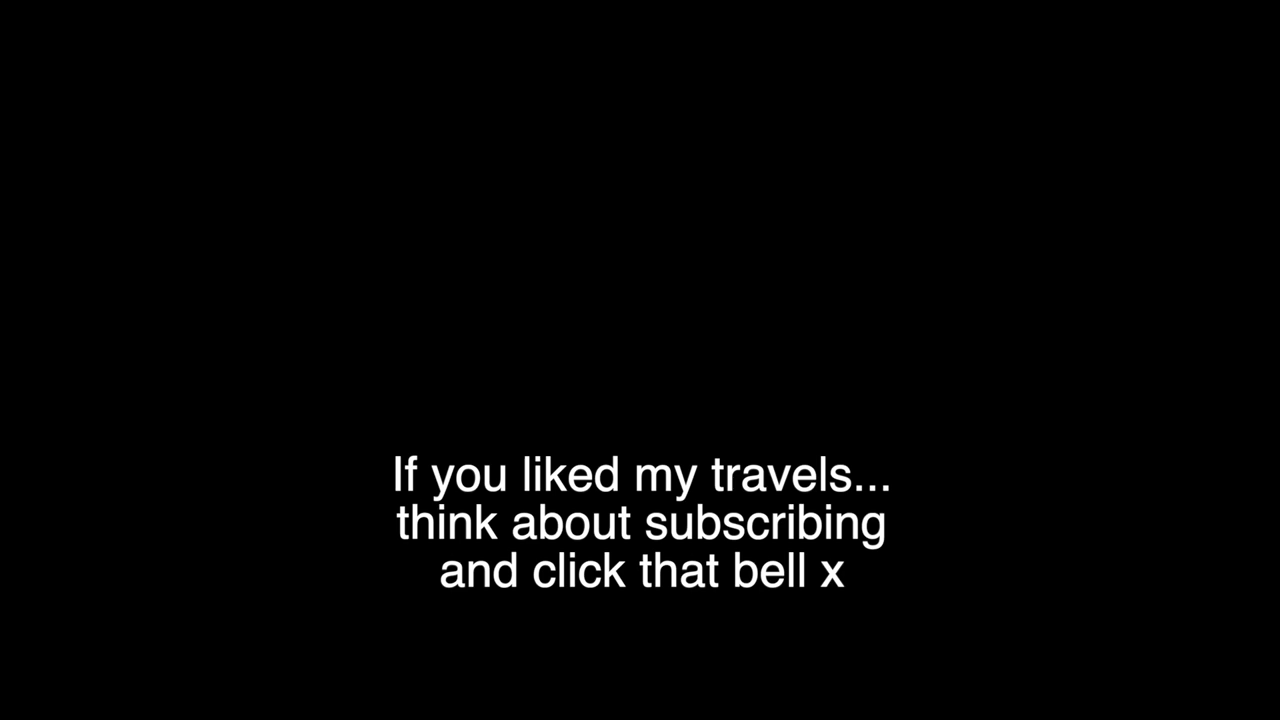 If you liked my travels...
think about subscribing
and click that bell x